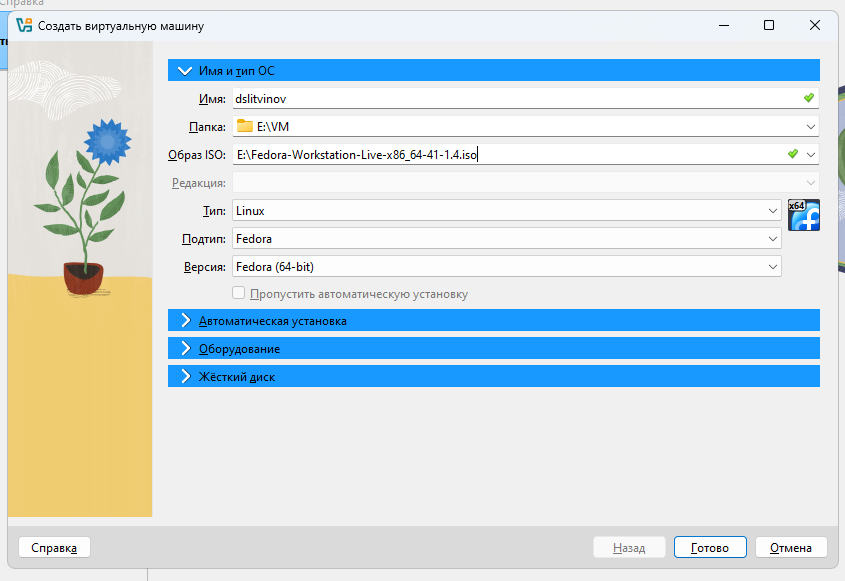 Справка
Создать виртуальную машину
Имя и тип ОС
Имя: dslitvinov
Папка: E:\VM
Образ ISO: E:\Fedora-Workstation-Live-x86_64-41-1.4.iso
Редакция:
Тип: Linux
x64
Подтип: Fedora
Версия: Fedora (64-bit)
Пропустить автоматическую установку
Автоматическая установка
Оборудование
Жёсткий диск
Справка
Назад
Готово
Отмена